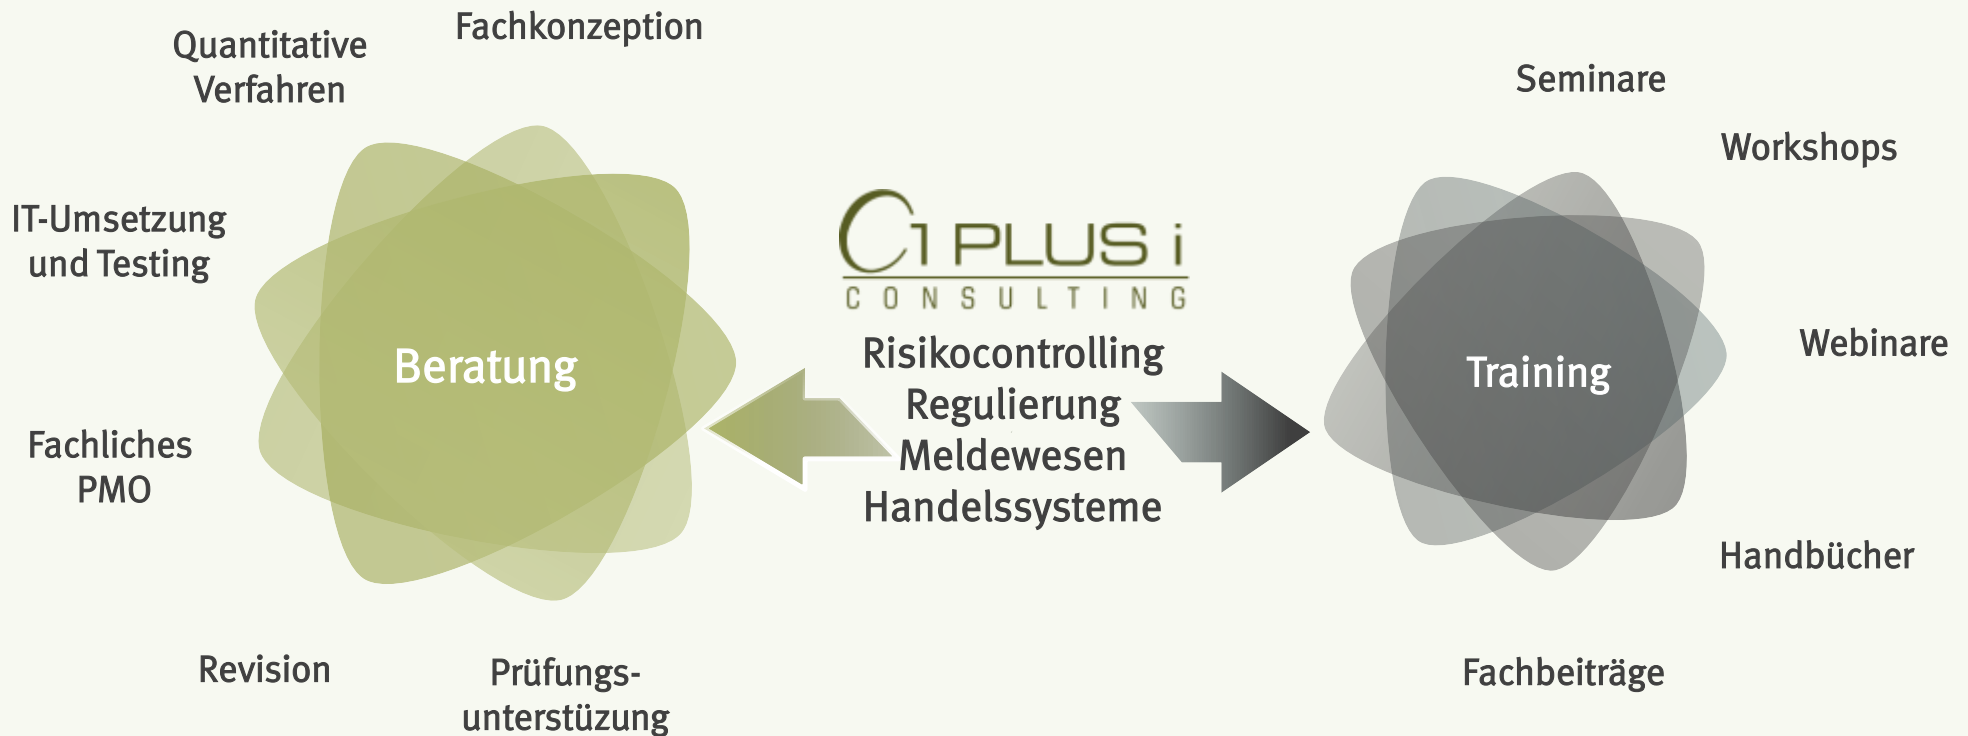 Fachkonzeption
Quantitative
Verfahren
IT-Umsetzung
und Testing
Fachliches
PMO
Revision
Prüfungs-
unterstüzung
Beratung
1 PLUS i
CONSULTING
Risikocontrolling
Regulierung
Meldewesen
Handelssysteme
Training
Seminare
Workshops
Webinare
Handbücher
Fachbeiträge